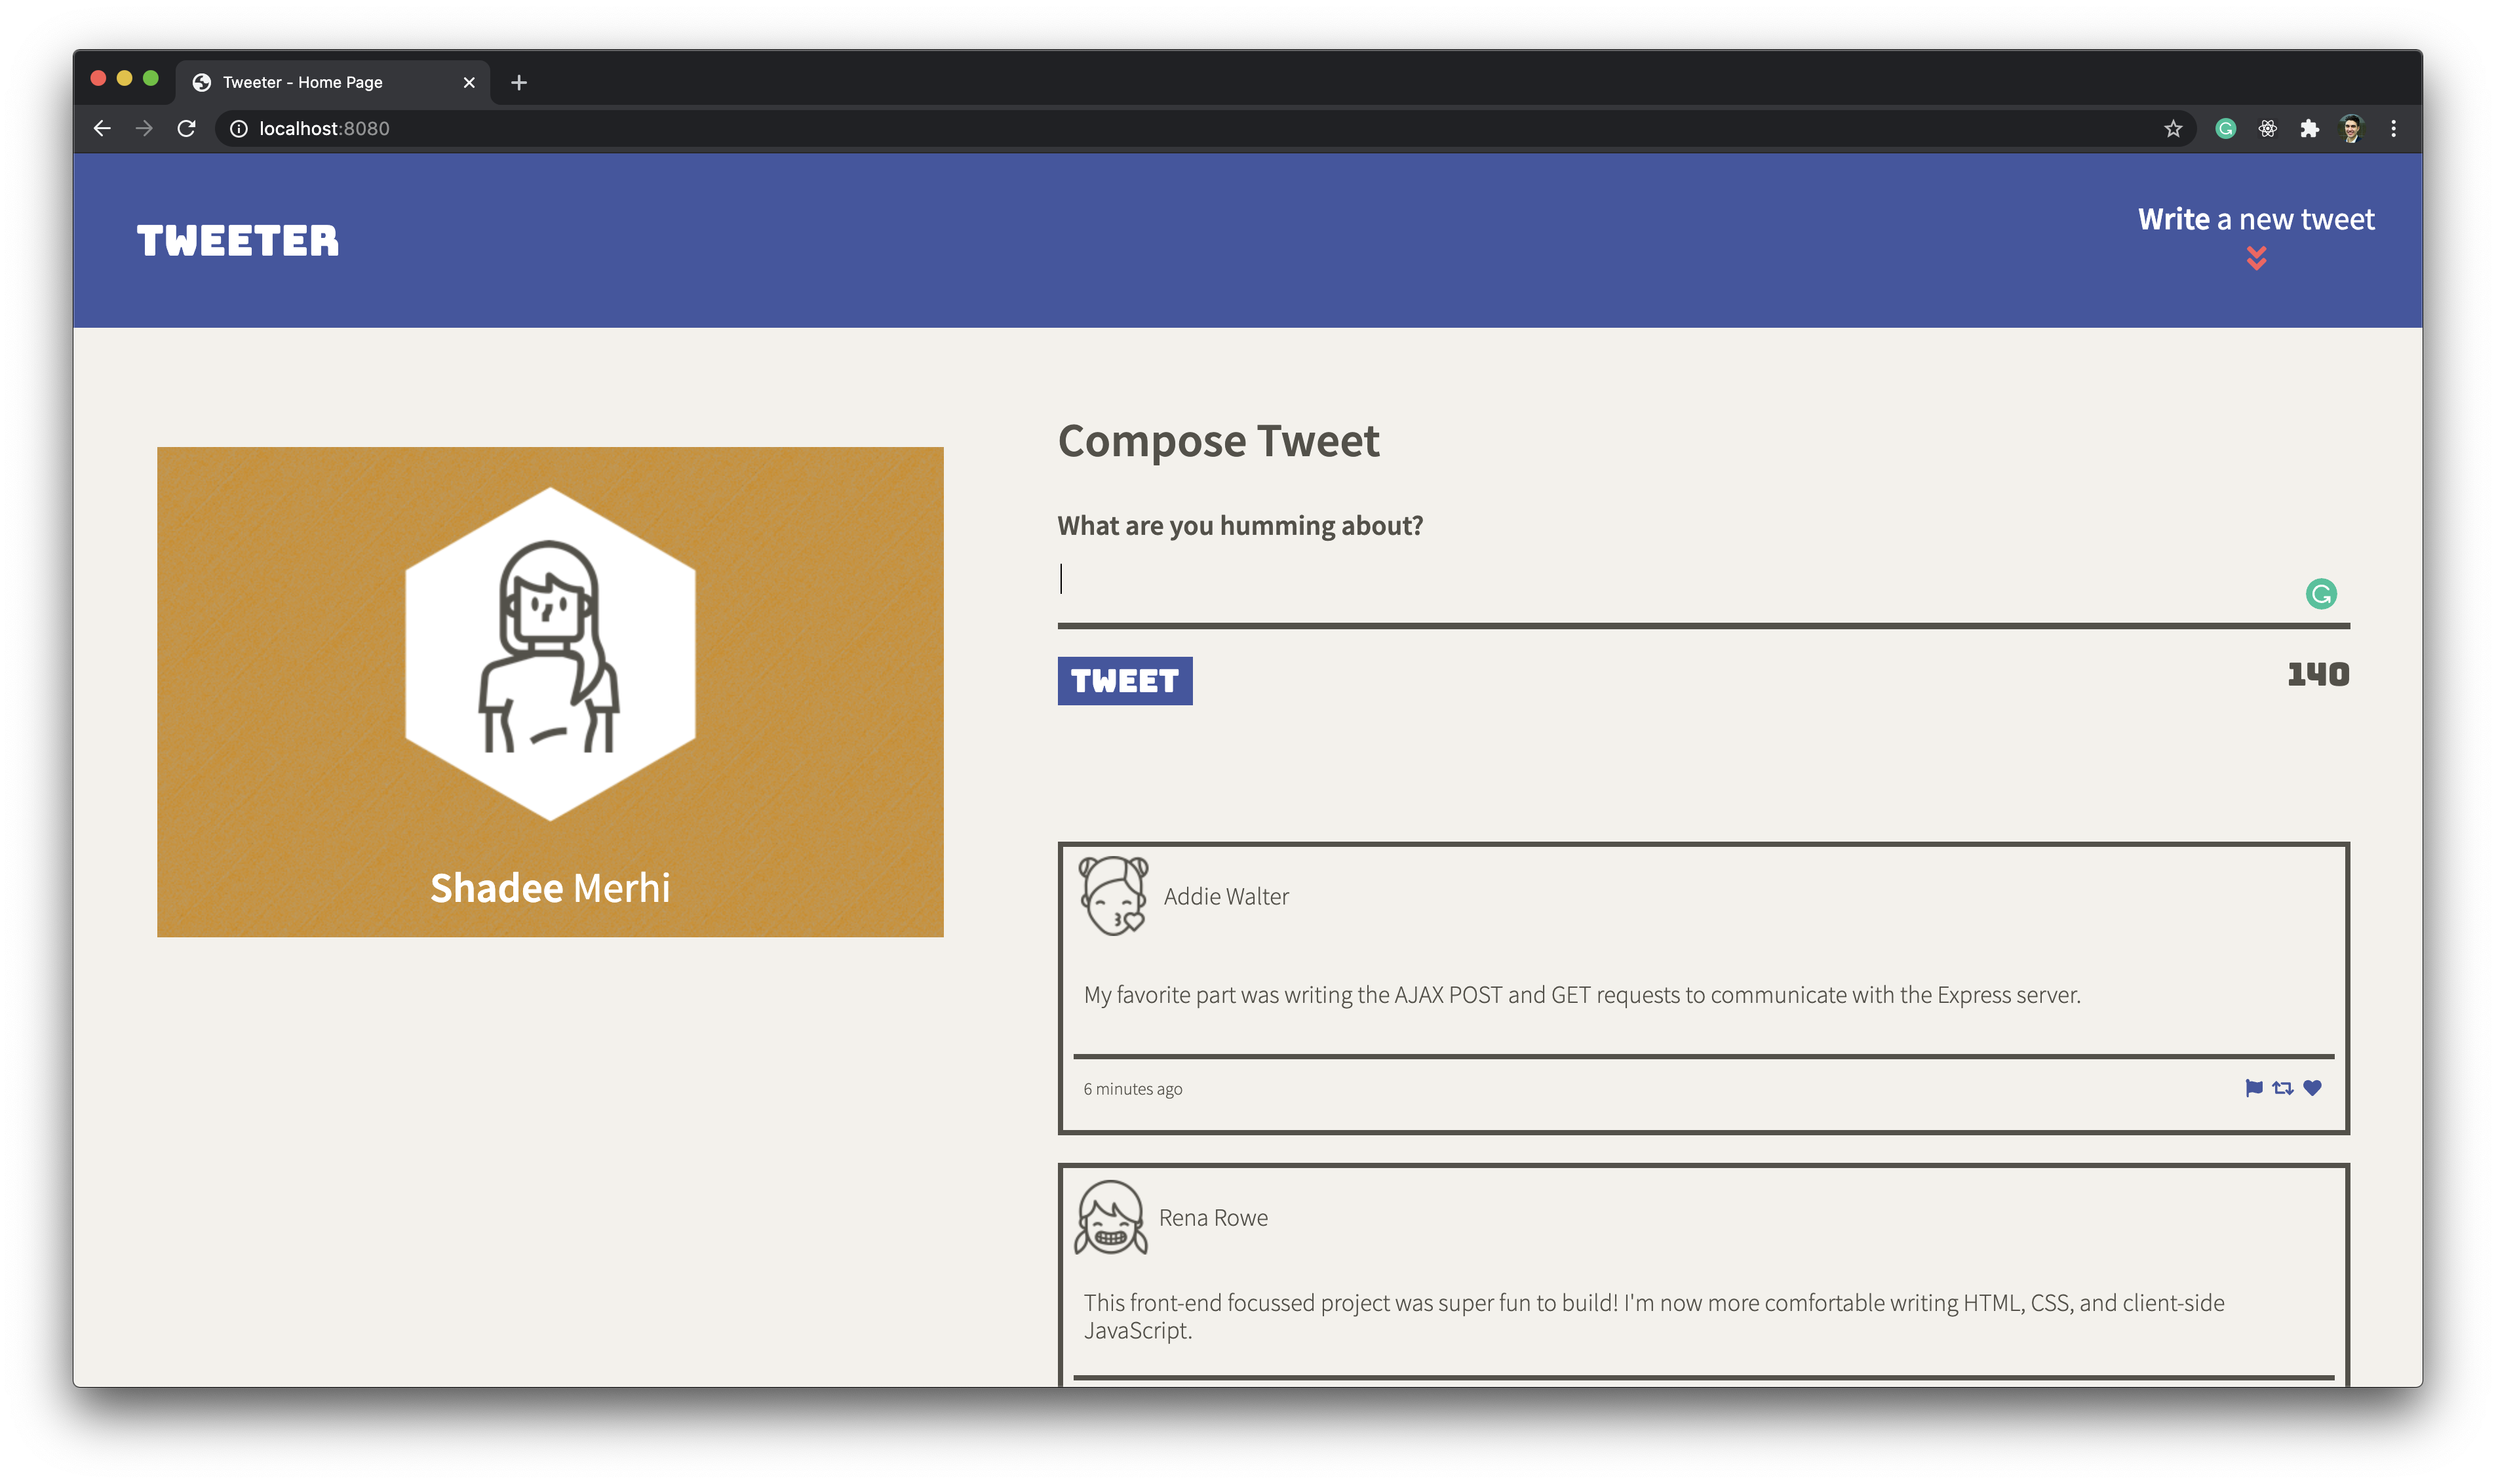 Tweeter - Home Page
localhost:8080
TWEETER
Write a new tweet
Shadee Merhi
Compose Tweet
What are you humming about?
TWEET
140
Addie Walter
My favorite part was writing the AJAX POST and GET requests to communicate with the Express server.
6 minutes ago
Rena Rowe
This front-end focussed project was super fun to build! I'm now more comfortable writing HTML, CSS, and client-side
JavaScript.